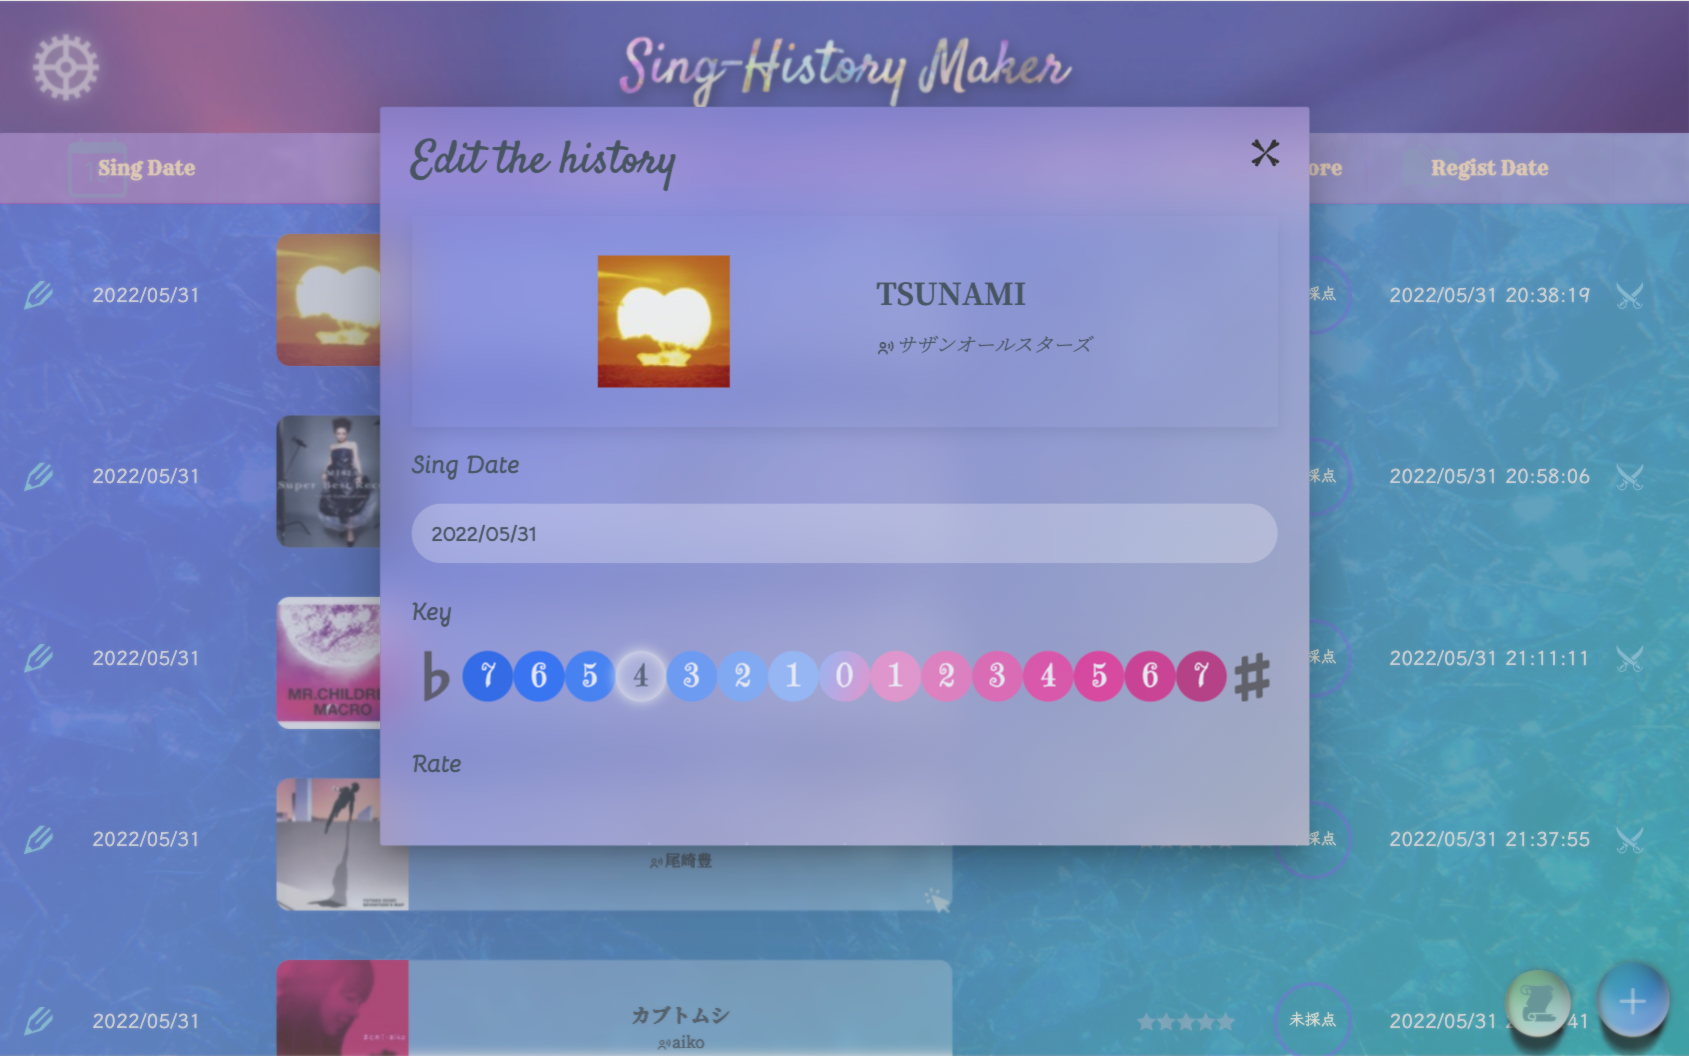 Sing-History Maker
Edit the history
Sing Date
ore
Regist Date
TSUNAMI
サザンオールスターズ
2022/05/31
採点
2022/05/31 20:38:19
Sing Date
2022/05/31
Super Best Rec
採点
2022/05/31 20:58:06
2022/05/31
Key
♭ 7 6 5 4 3 2 1 0 1 2 3 4 5 6 7 ♯
2022/05/31
MR.CHILDRE
MACRO
採点
2022/05/31 21:11:11
Rate
2022/05/31
尾崎豊
採点
2022/05/31 21:37:55
2022/05/31
カブトムシ
aiko
未採点
2022/05/31
41